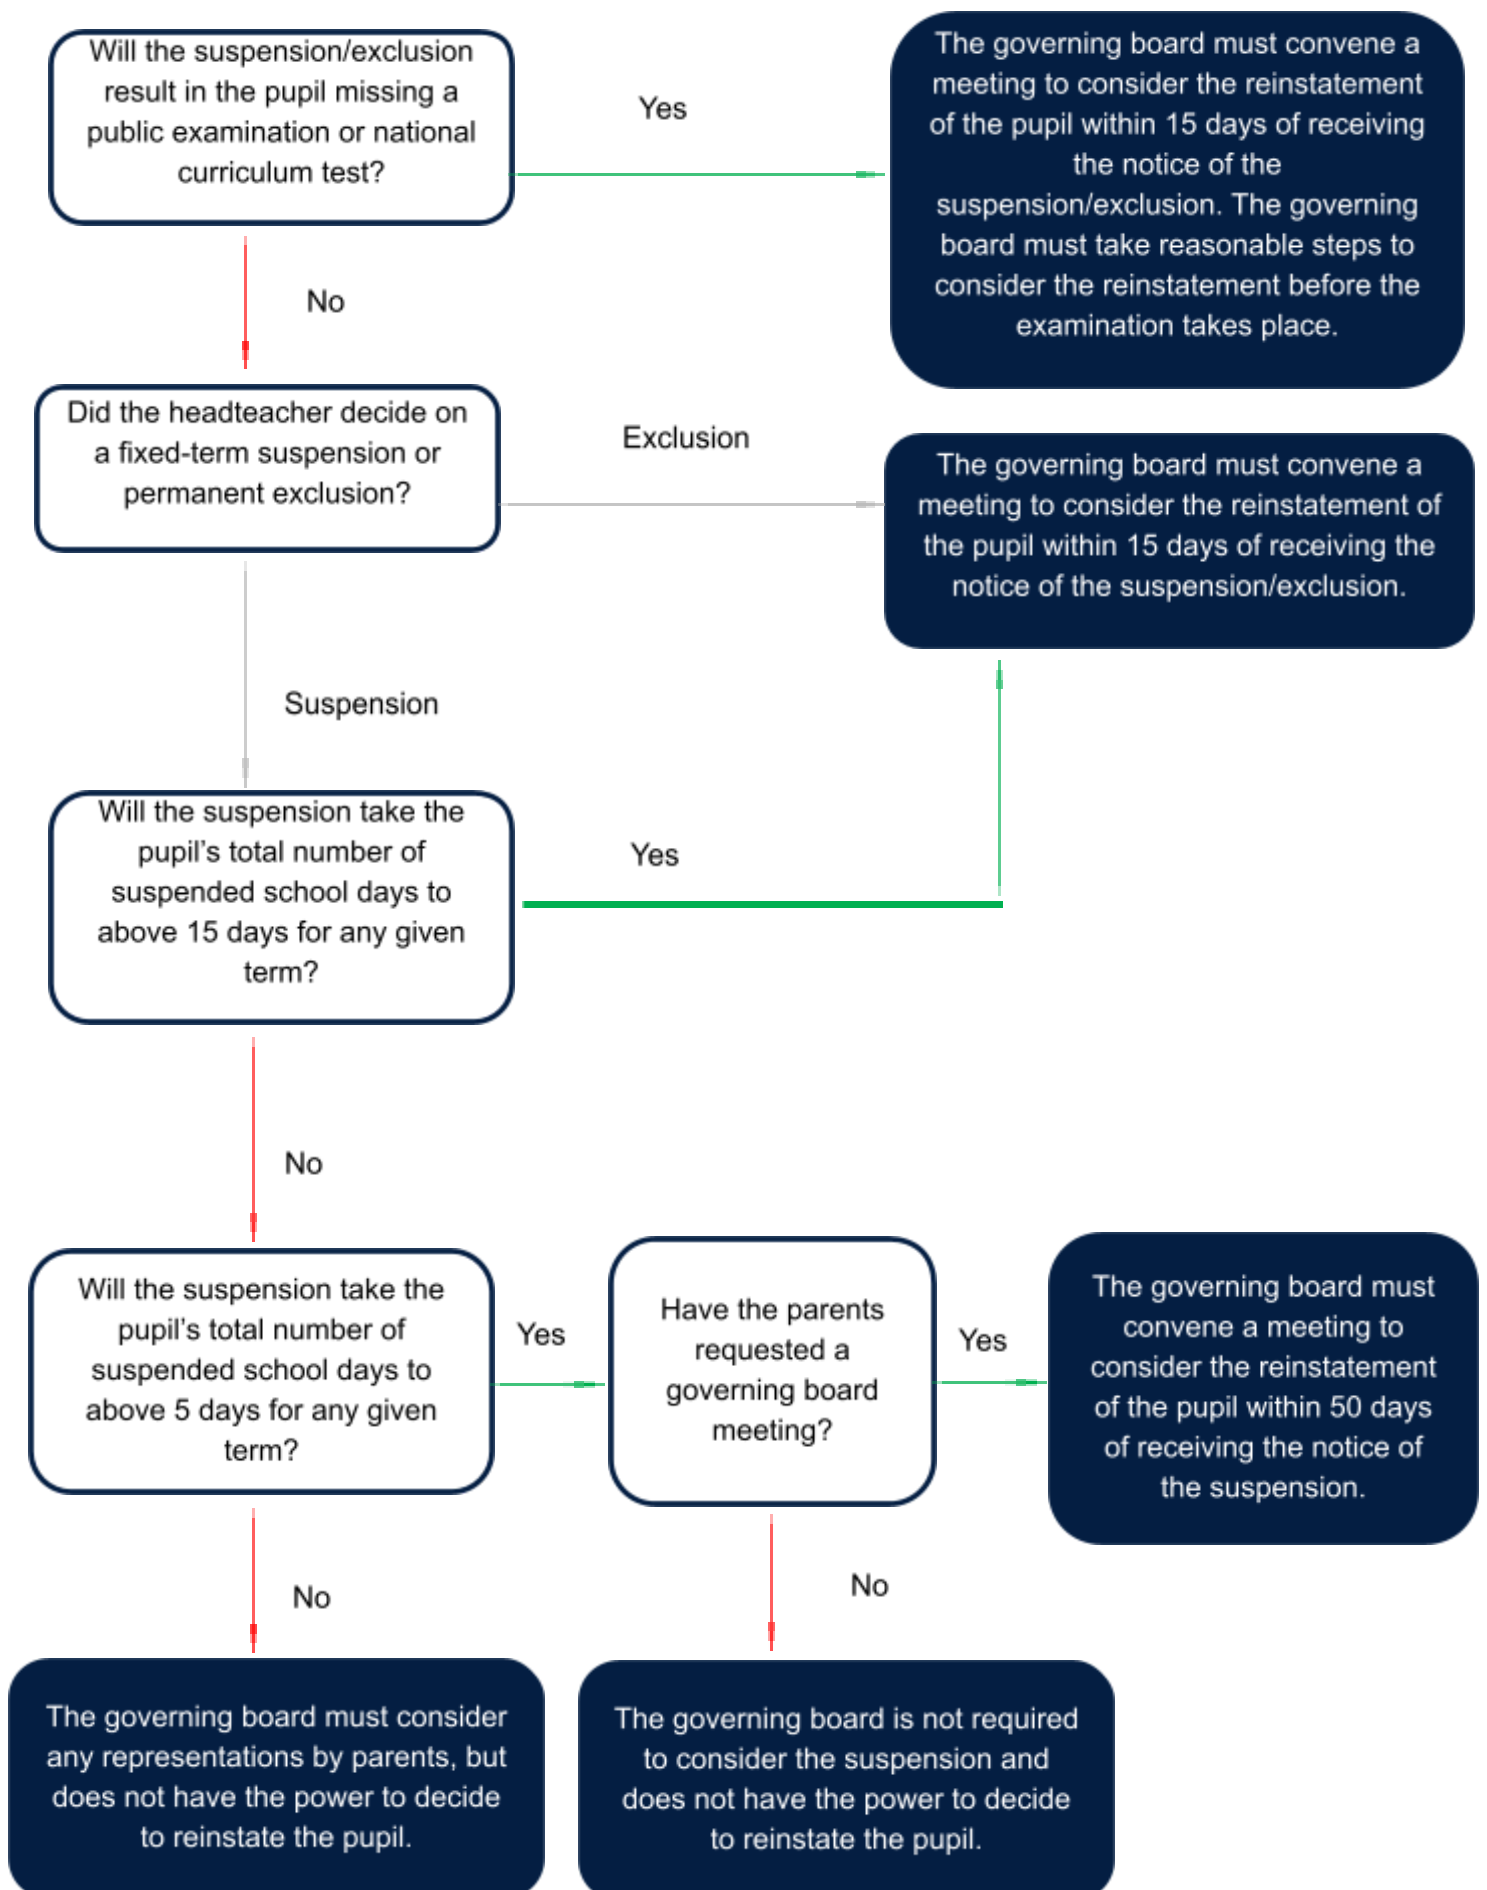 Will the suspension/exclusion
result in the pupil missing a
public examination or national
curriculum test?
Yes
The governing board must convene a
meeting to consider the reinstatement
of the pupil within 15 days of receiving
the notice of the
suspension/exclusion. The governing
board must take reasonable steps to
consider the reinstatement before the
examination takes place.
No
Did the headteacher decide on
a fixed-term suspension or
permanent exclusion?
Exclusion
The governing board must convene a
meeting to consider the reinstatement of
the pupil within 15 days of receiving the
notice of the suspension/exclusion.
Suspension
Will the suspension take the
pupil’s total number of
suspended school days to
above 15 days for any given
term?
Yes
No
Will the suspension take the
pupil’s total number of
suspended school days to
above 5 days for any given
term?
Yes
Have the parents
requested a
governing board
meeting?
Yes
The governing board must
convene a meeting to
consider the reinstatement
of the pupil within 50 days
of receiving the notice of
the suspension.
No
No
The governing board must consider
any representations by parents, but
does not have the power to decide
to reinstate the pupil.
The governing board is not required
to consider the suspension and
does not have the power to decide
to reinstate the pupil.